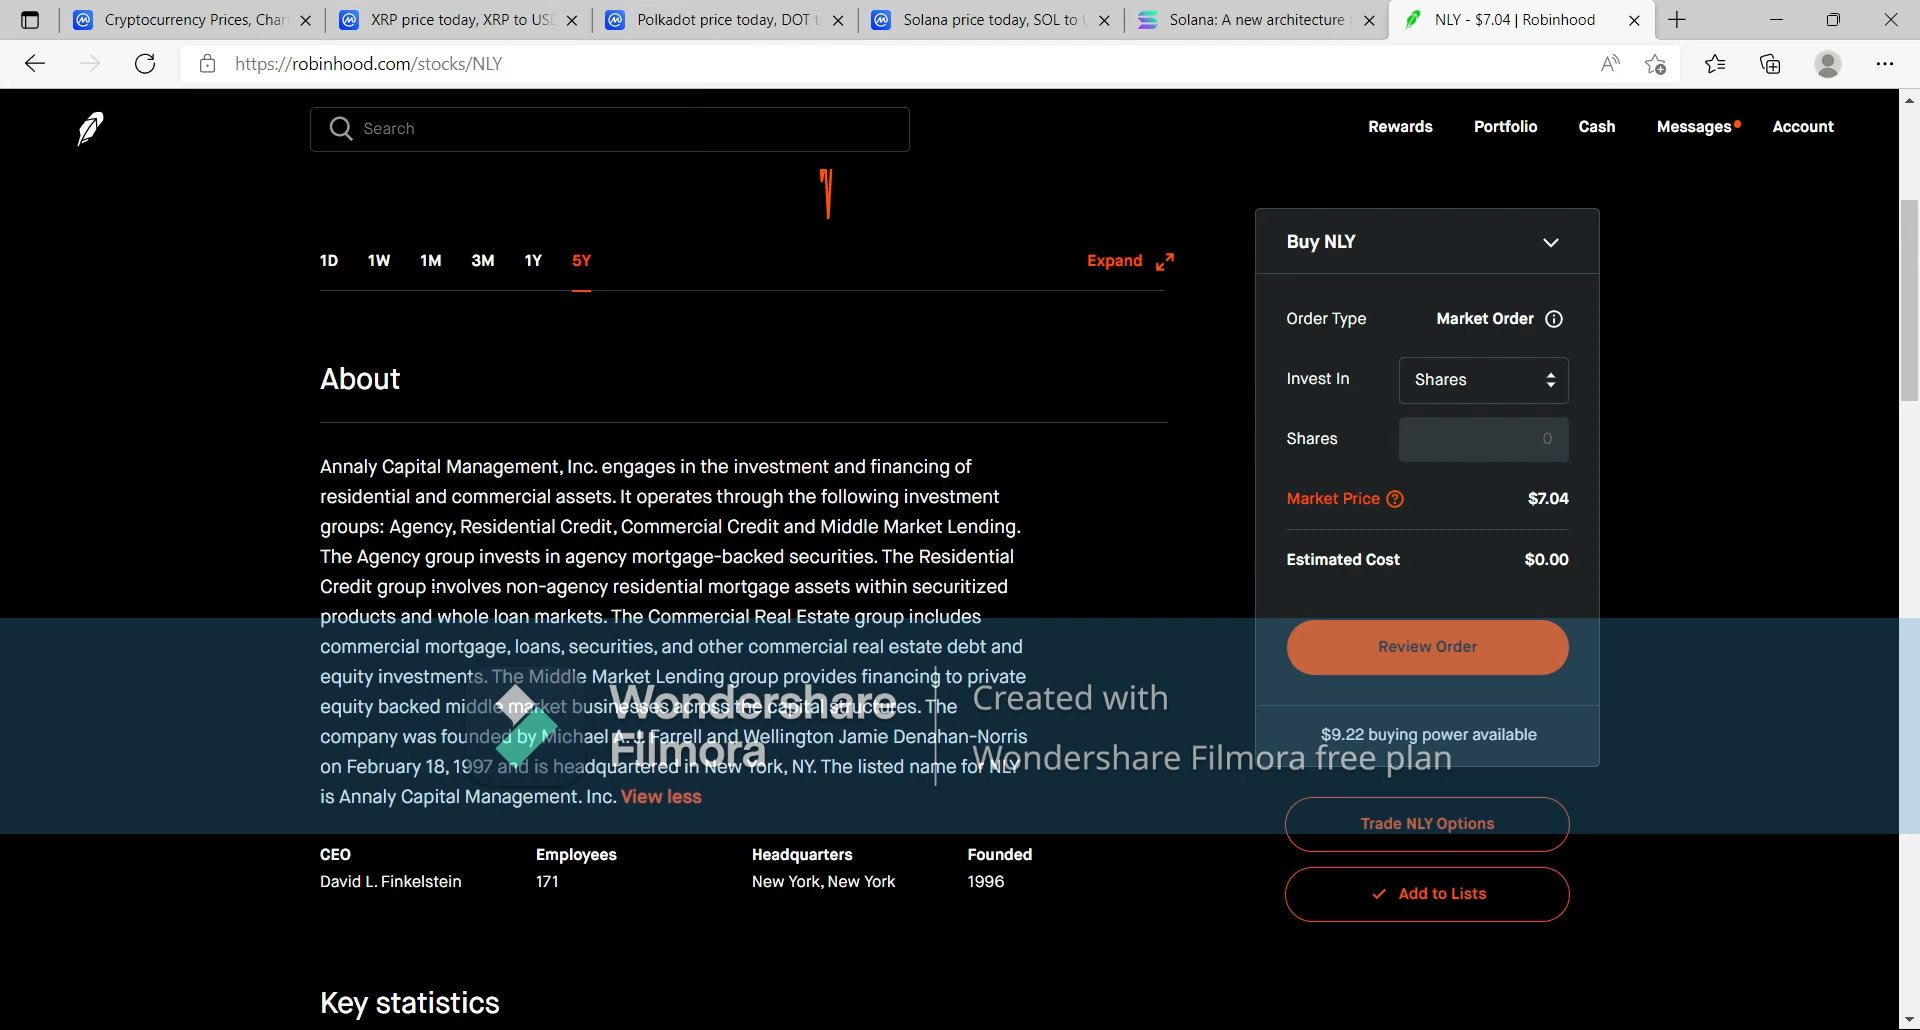 Cryptocurrency Prices, Char
XRP price today, XRP to US
Polkadot price today, DOT t
Solana price today, SOL to
Solana: A new architecture
NLY - $7.04 | Robinhood
https://robinhood.com/stocks/NLY
Search
Rewards
Portfolio
Cash
Messages
Account
1D
1W
1M
3M
1Y
5Y
Expand
About
Annaly Capital Management, Inc. engages in the investment and financing of
residential and commercial assets. It operates through the following investment
groups: Agency, Residential Credit, Commercial Credit and Middle Market Lending.
The Agency group invests in agency mortgage-backed securities. The Residential
Credit group involves non-agency residential mortgage assets within securitized
products and whole loan markets. The Commercial Real Estate group includes
commercial mortgage, loans, securities, and other commercial real estate debt and
equity investments. The Middle Market Lending group provides financing to private
equity backed middle market businesses across the capital structures. The
company was founded by Michael A. J. Farrell and Wellington Jamie Denahan-Norris
on February 18, 1997 and is headquartered in New York, NY. The listed name for NLY
is Annaly Capital Management. Inc. View less
CEO
David L. Finkelstein
Employees
171
Headquarters
New York, New York
Founded
1996
Key statistics
Buy NLY
Order Type
Market Order
Invest In
Shares
Shares
0
Market Price
$7.04
Estimated Cost
$0.00
Review Order
$9.22 buying power available
Trade NLY Options
Add to Lists
Wondershare
Filmora
Created with
Wondershare Filmora free plan